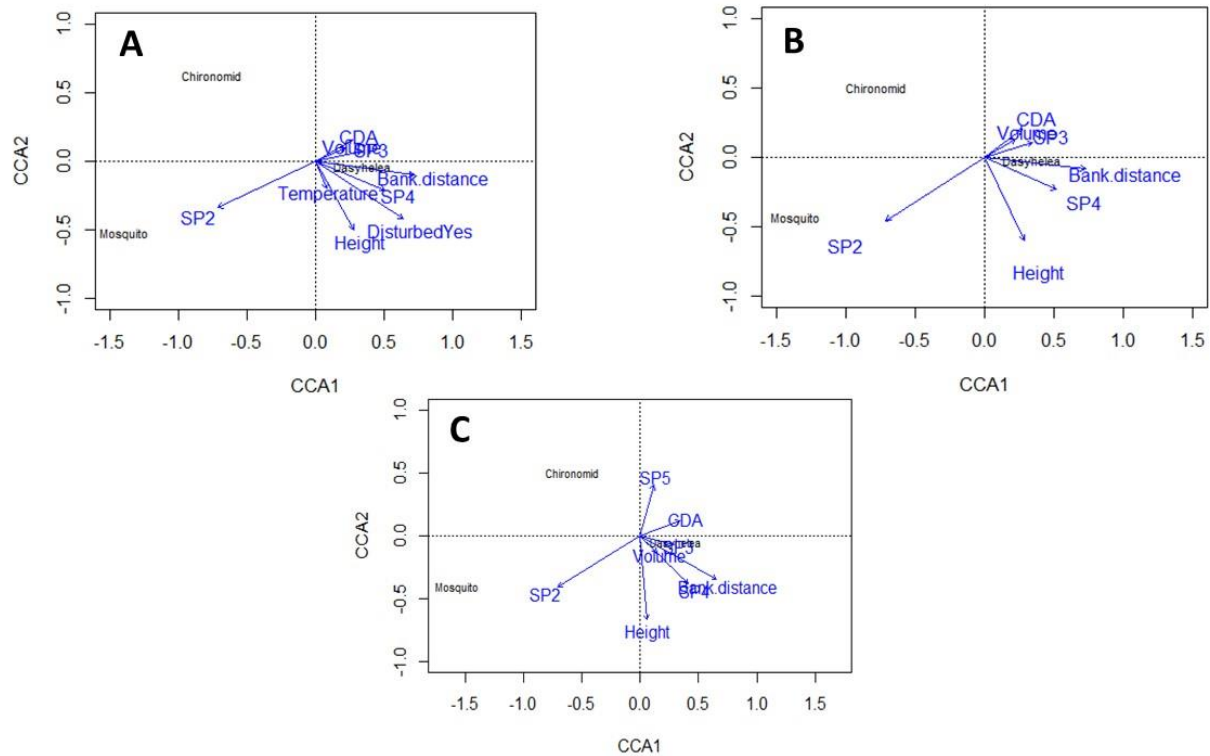 A
1.0
0.5
0.0
-0.5
-1.0
CCA2
Chironomid
CDA
Volume
SP3
Dasyhelea
Bank.distance
Temperature
SP4
SP2
DisturbedYes
Mosquito
Height
-1.5 -1.0 -0.5 0.0 0.5 1.0 1.5
CCA1
B
1.0
0.5
0.0
-0.5
-1.0
CCA2
Chironomid
CDA
Volume
SP3
Dasyhelea
Bank.distance
SP4
Mosquito
SP2
Height
-1.5 -1.0 -0.5 0.0 0.5 1.0 1.5
CCA1
C
1.0
0.5
0.0
-0.5
-1.0
CCA2
Chironomid
SP5
CDA
Dasyhelea
SP3
Volume
Mosquito
Bank.distance
SP4
SP2
Height
-1.5 -1.0 -0.5 0.0 0.5 1.0 1.5
CCA1